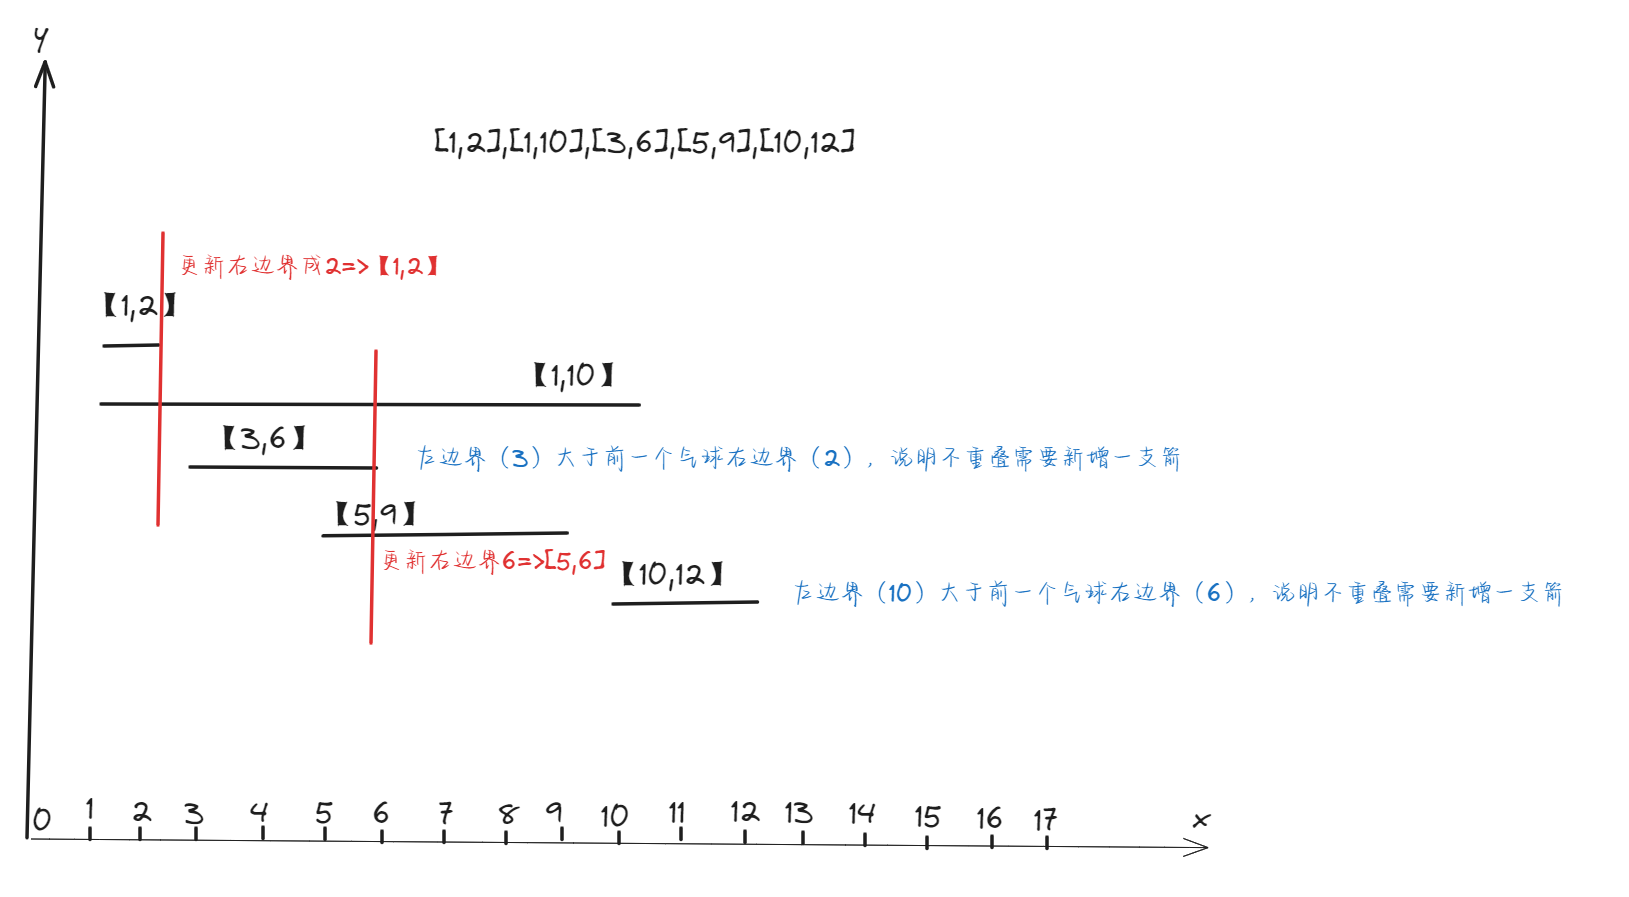 y
[1,2],[1,10],[3,6],[5,9],[10,12]
更新右边界成2=>【1,2】
【1,2】
【1,10】
【3,6】
左边界（3）大于前一个气球右边界（2），说明不重叠需要新增一支箭
【5,9】
更新右边界6=>[5,6]
【10,12】
左边界（10）大于前一个气球右边界（6），说明不重叠需要新增一支箭
0 1 2 3 4 5 6 7 8 9 10 11 12 13 14 15 16 17 x